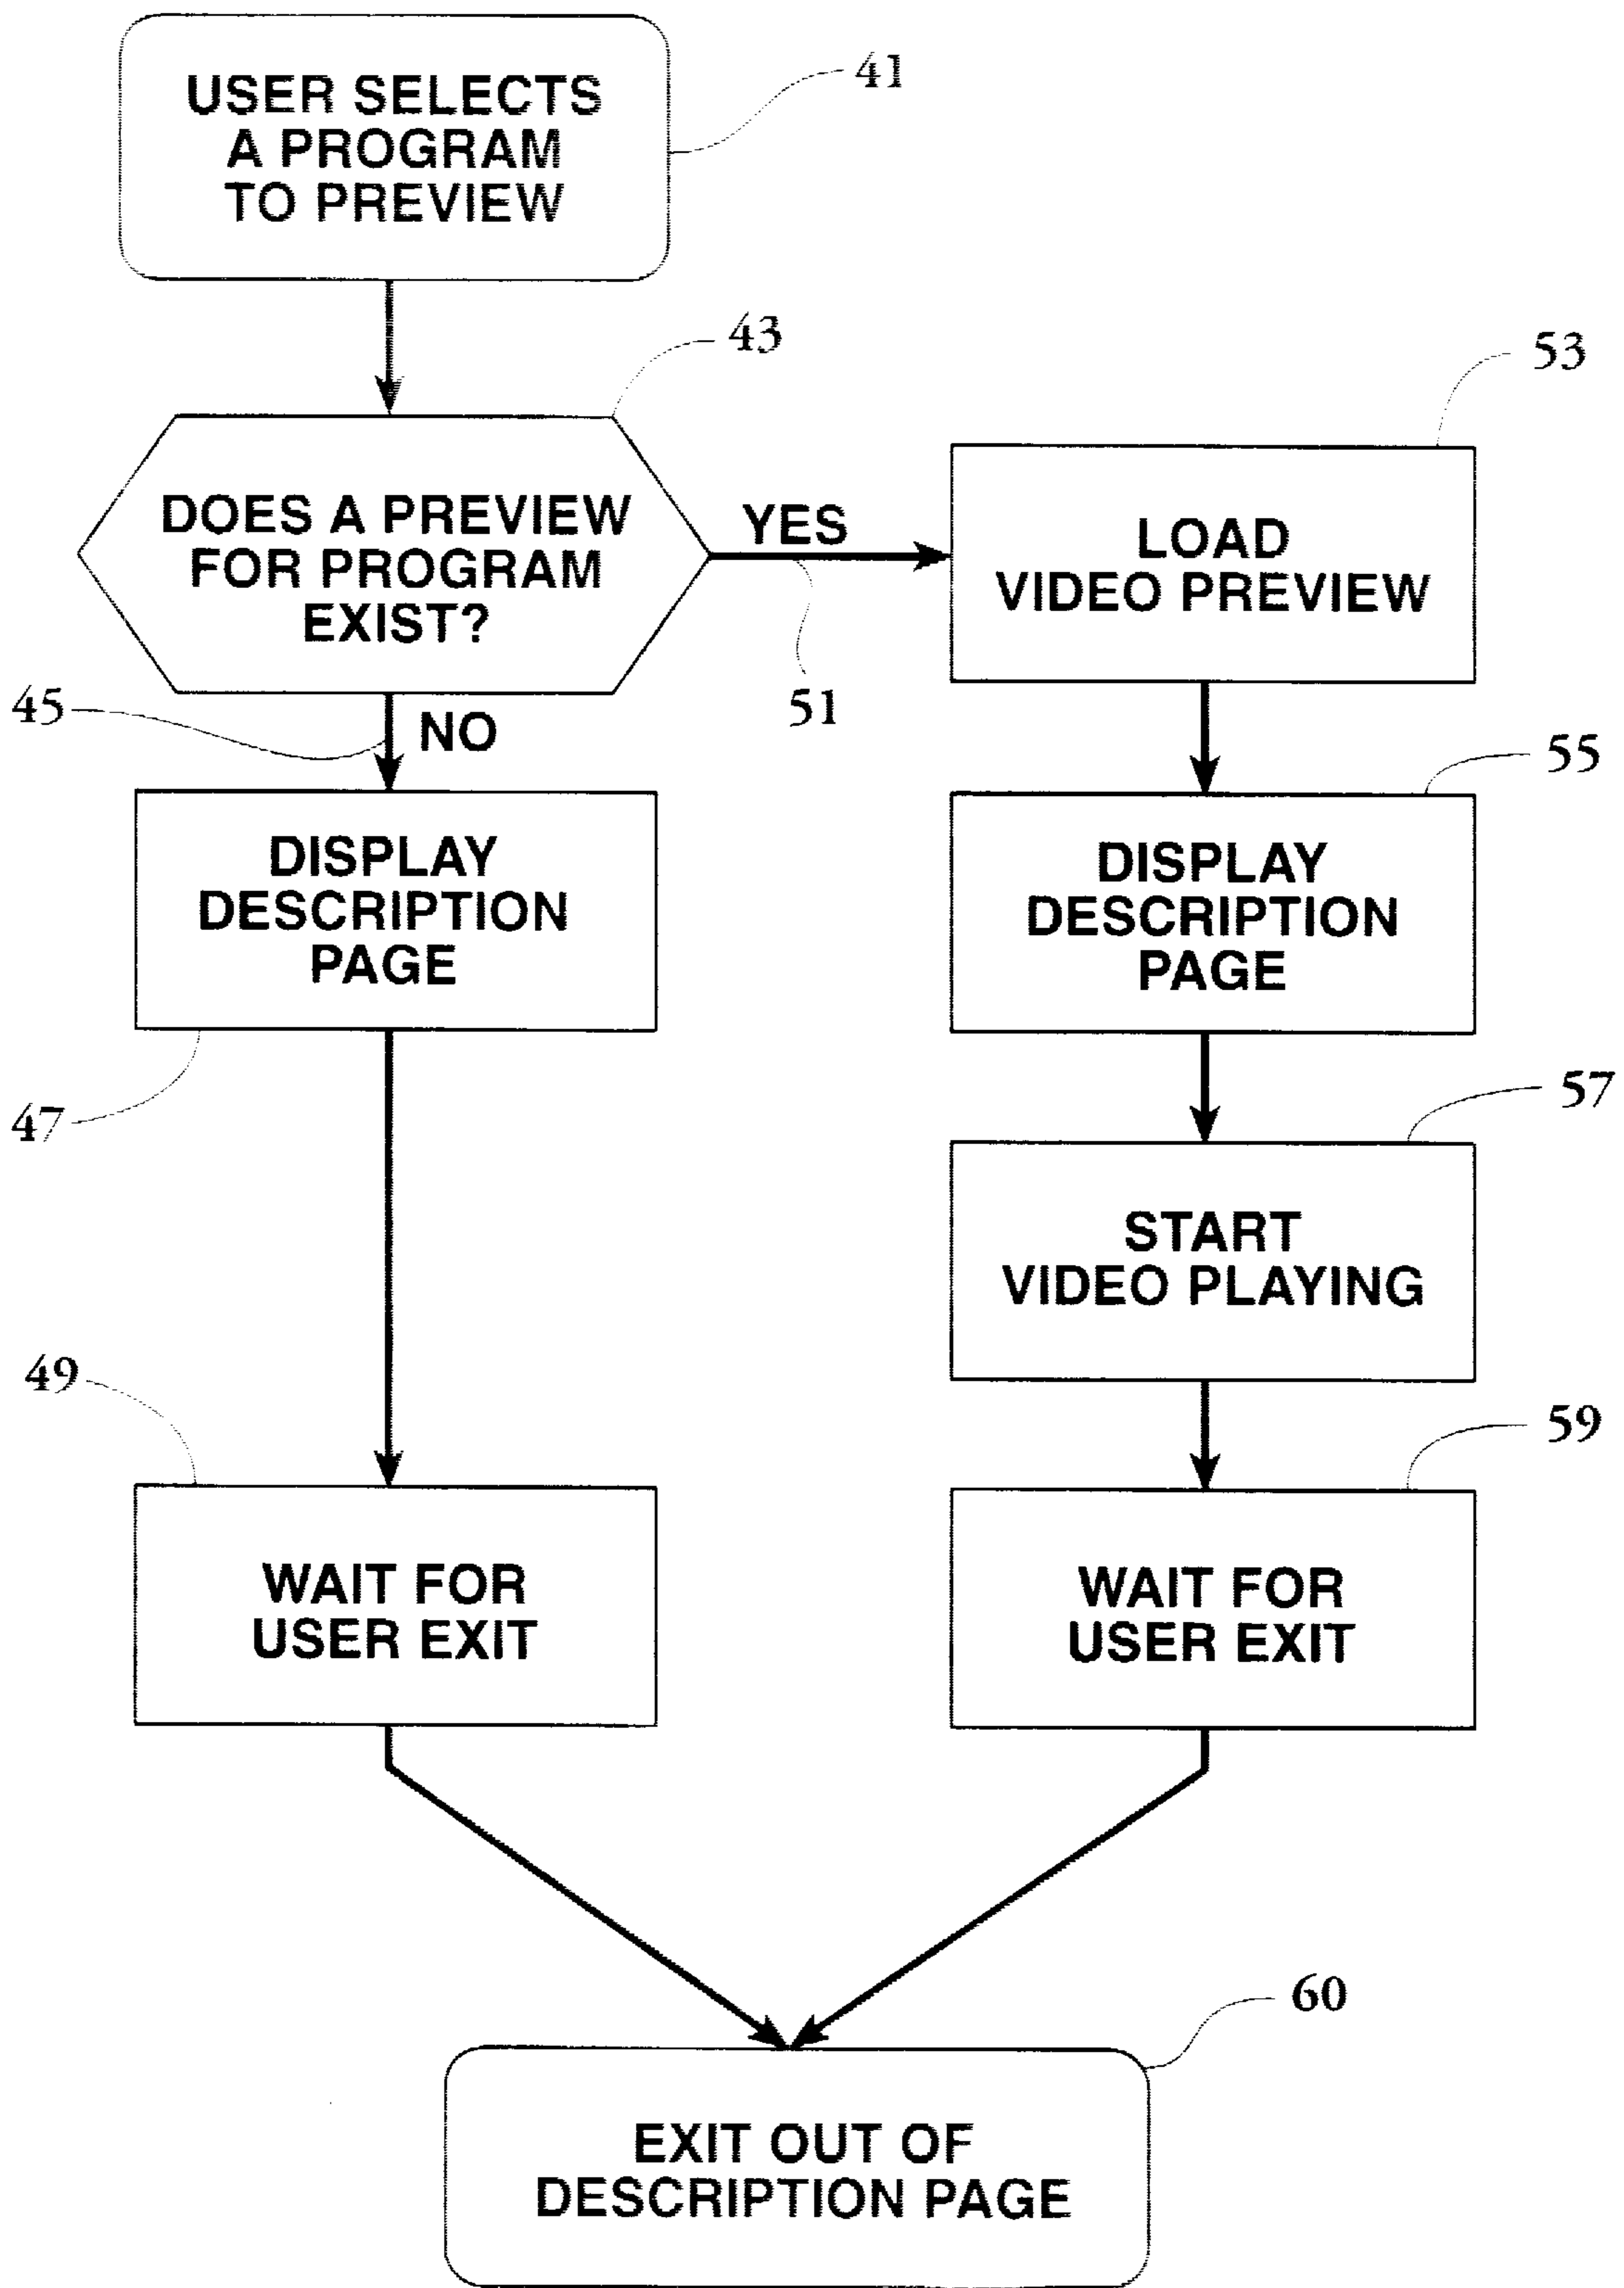 USER SELECTS
A PROGRAM
TO PREVIEW
41
43
DOES A PREVIEW
FOR PROGRAM
EXIST?
YES
51
53
LOAD
VIDEO PREVIEW
45
NO
DISPLAY
DESCRIPTION
PAGE
47
55
DISPLAY
DESCRIPTION
PAGE
57
START
VIDEO PLAYING
49
WAIT FOR
USER EXIT
59
WAIT FOR
USER EXIT
60
EXIT OUT OF
DESCRIPTION PAGE